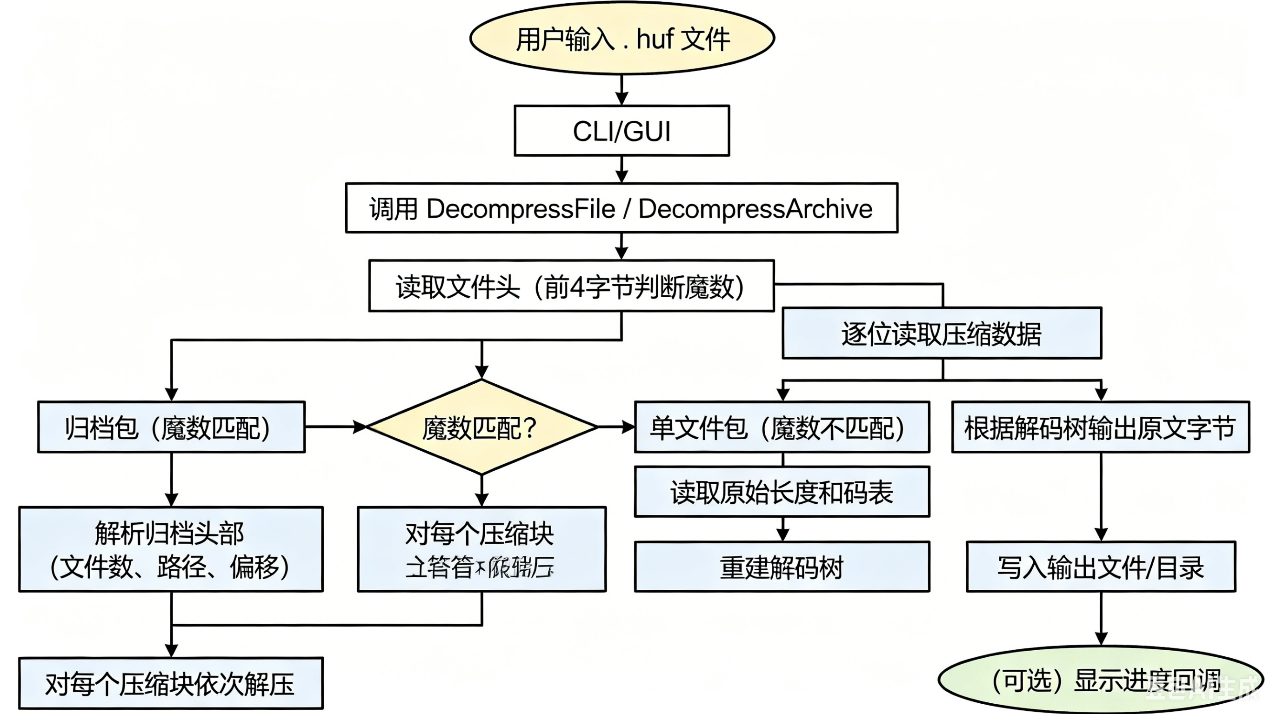 用户输入 . huf 文件
CLI/GUI
调用 DecompressFile / DecompressArchive
读取文件头（前4字节判断魔数）
逐位读取压缩数据
归档包（魔数匹配）
魔数匹配？
单文件包（魔数不匹配）
根据解码树输出原文字节
读取原始长度和码表
解析归档头部
（文件数、路径、偏移）
对每个压缩块
重建解码树
写入输出文件/目录
对每个压缩块依次解压
（可选）显示进度回调